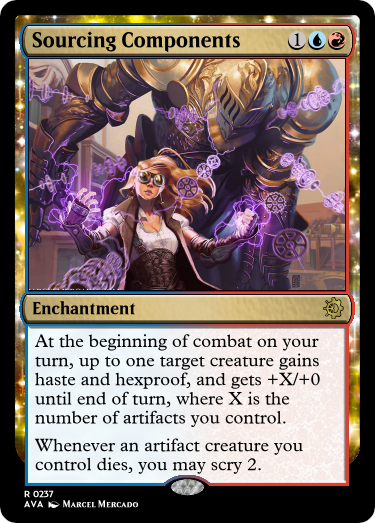 Sourcing Components 1
Enchantment
At the beginning of combat on your
turn, up to one target creature gains
haste and hexproof, and gets +X/+0
until end of turn, where X is the
number of artifacts you control.
Whenever an artifact creature you
control dies, you may scry 2.
R 0237
AVA Marcel Mercado